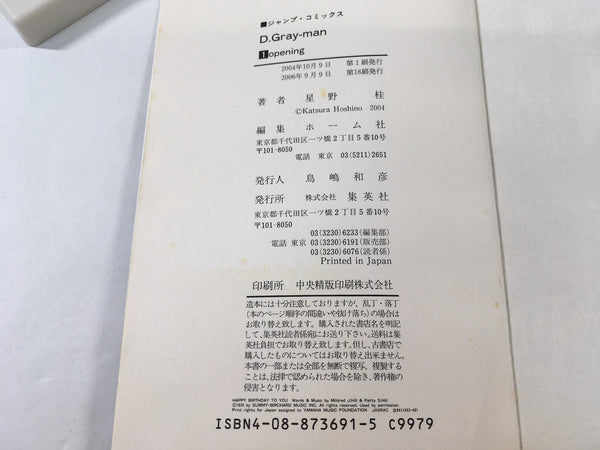 ■ジャンプ・コミックス
D.Gray-man
1opening
2004年10月9日 第1刷発行
2006年9月9日 第18刷発行
著者 星野桂
©Katsura Hoshino 2004
編集 ホーム社
東京都千代田区一ツ橋2丁目5番10号
〒101-8050
電話 東京 03(5211)2651
発行人 鳥嶋和彦
発行所 株式会社 集英社
東京都千代田区一ツ橋2丁目5番10号
〒101-8050
03(3230)6233(編集部)
電話 東京 03(3230)6191(販売部)
03(3230)6076(読者係)
Printed in Japan
印刷所 中央精版印刷株式会社
造本には十分注意しておりますが、乱丁・落丁
(本のページ順序の間違いや抜け落ち)の場合は
お取り替え致します。購入された書店名を明記
して、集英社読者係宛にお送り下さい。送料は集
英社負担でお取り替え致します。但し、古書店で
購入したものについてはお取り替え出来ません。
本書の一部または全部を無断で複写、複製する
ことは、法律で認められた場合を除き、著作権の
侵害となります。
HAPPY BIRTHDAY TO YOU Words & Music by Mildred J.Hill & Patty S.Hill
©1935 by SUMMY-BIRCHARD MUSIC INC. All rights reserved. Used by permission.
Print rights for Japan assigned to YAMAHA MUSIC FOUNDATION JASRAC
ISBN4-08-873691-5 C9979